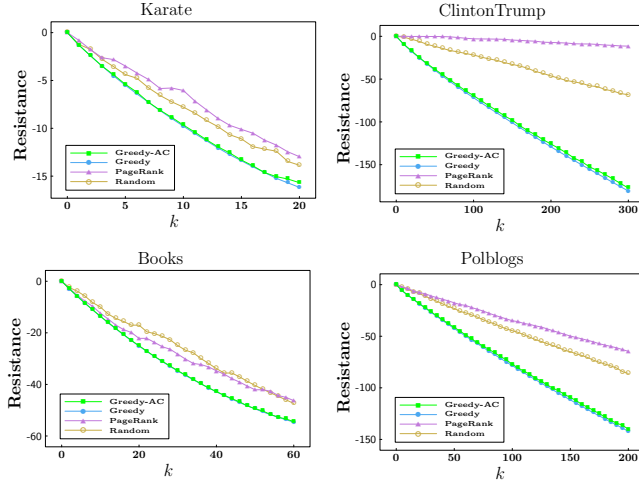 Karate
Resistance
0
-5
-10
-15
Greedy-AC
Greedy
PageRank
Random
0 5 10 15 20
k
ClintonTrump
Resistance
0
-50
-100
-150
Greedy-AC
Greedy
PageRank
Random
0 100 200 300
k
Books
Resistance
0
-20
-40
-60
Greedy-AC
Greedy
PageRank
Random
0 20 40 60
k
Polblogs
Resistance
0
-50
-100
-150
Greedy-AC
Greedy
PageRank
Random
0 50 100 150 200
k